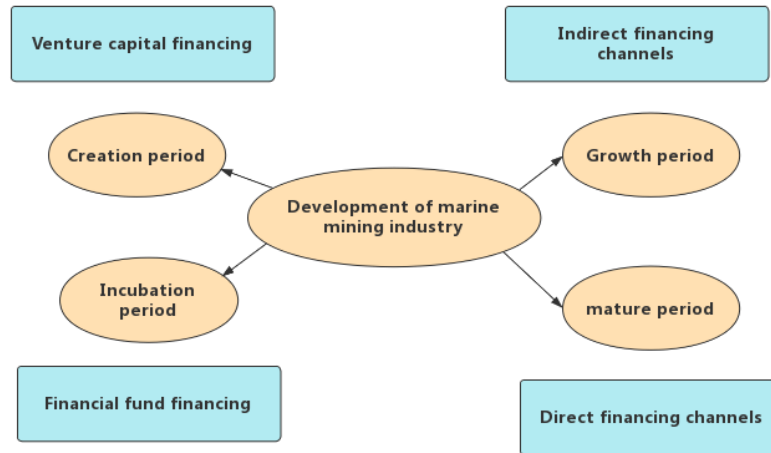 Venture capital financing
Indirect financing
channels
Creation period
Growth period
Development of marine
mining industry
Incubation
period
mature period
Financial fund financing
Direct financing channels